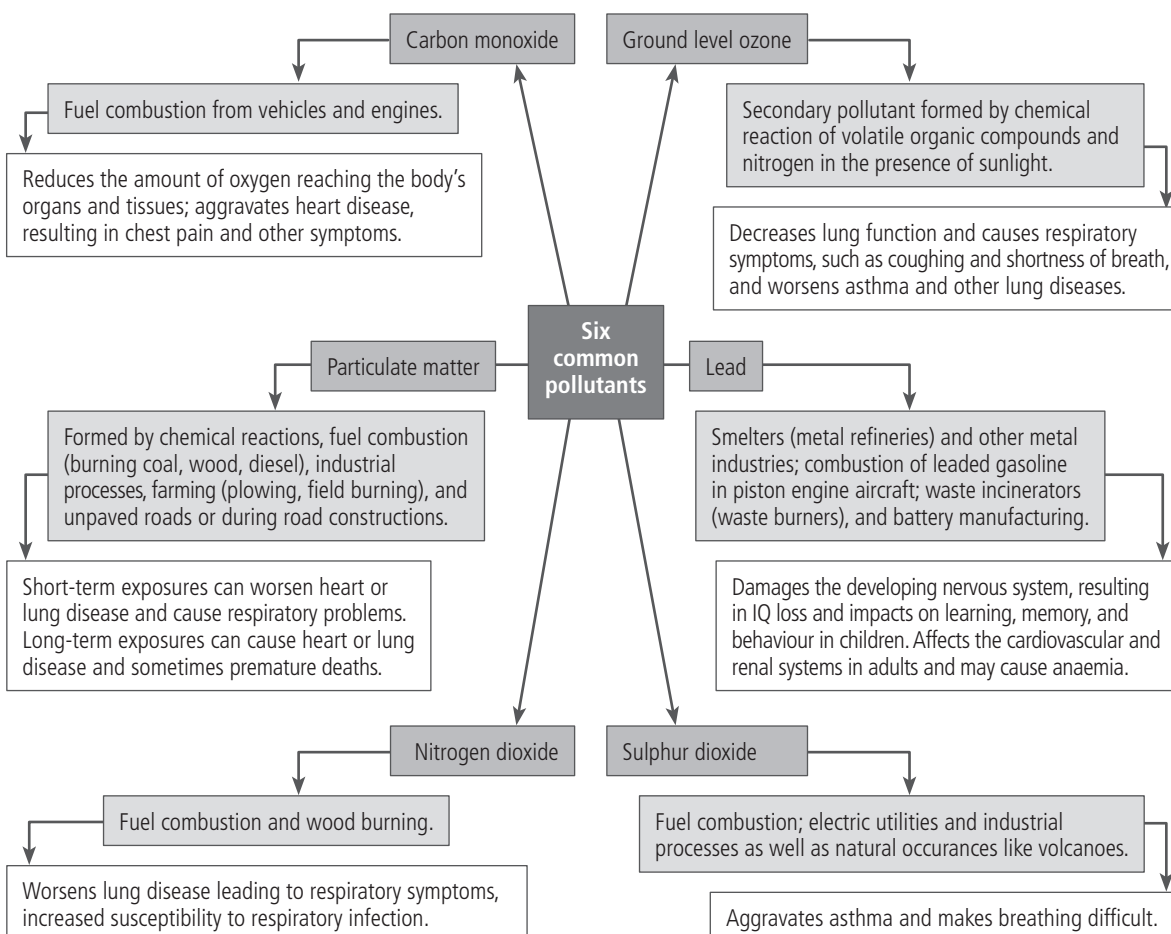 Carbon monoxide
Fuel combustion from vehicles and engines.
Reduces the amount of oxygen reaching the body's
organs and tissues; aggravates heart disease,
resulting in chest pain and other symptoms.
Ground level ozone
Secondary pollutant formed by chemical
reaction of volatile organic compounds and
nitrogen in the presence of sunlight.
Decreases lung function and causes respiratory
symptoms, such as coughing and shortness of breath,
and worsens asthma and other lung diseases.
Six
common
pollutants
Particulate matter
Formed by chemical reactions, fuel combustion
(burning coal, wood, diesel), industrial
processes, farming (plowing, field burning), and
unpaved roads or during road constructions.
Short-term exposures can worsen heart or
lung disease and cause respiratory problems.
Long-term exposures can cause heart or lung
disease and sometimes premature deaths.
Lead
Smelters (metal refineries) and other metal
industries; combustion of leaded gasoline
in piston engine aircraft; waste incinerators
(waste burners), and battery manufacturing.
Damages the developing nervous system, resulting
in IQ loss and impacts on learning, memory, and
behaviour in children. Affects the cardiovascular and
renal systems in adults and may cause anaemia.
Nitrogen dioxide
Fuel combustion and wood burning.
Worsens lung disease leading to respiratory symptoms,
increased susceptibility to respiratory infection.
Sulphur dioxide
Fuel combustion; electric utilities and industrial
processes as well as natural occurances like volcanoes.
Aggravates asthma and makes breathing difficult.